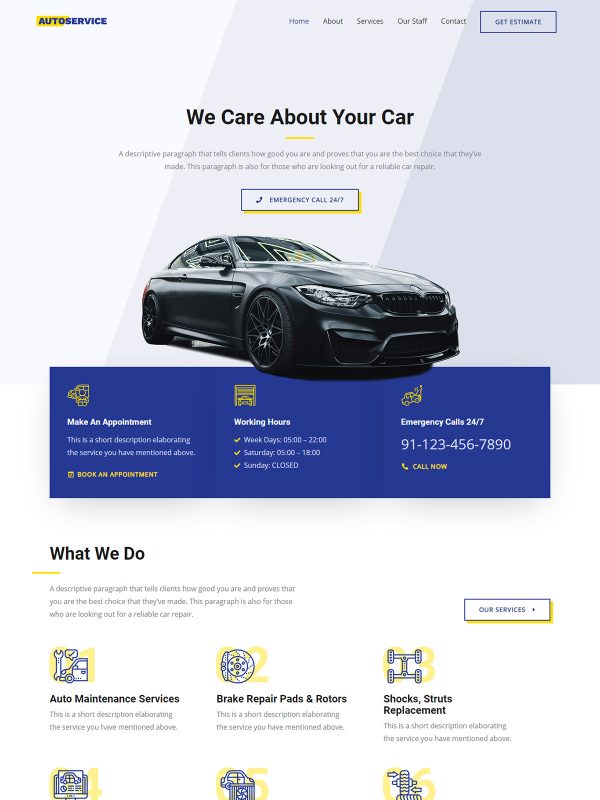 AUTOSERVICE
Home About Services Our Staff Contact GET ESTIMATE
We Care About Your Car
A descriptive paragraph that tells clients how good you are and proves that you are the best choice that they've
made. This paragraph is also for those who are looking out for a reliable car repair.
EMERGENCY CALL 24/7
Make An Appointment
This is a short description elaborating
the service you have mentioned above.
BOOK AN APPOINTMENT
Working Hours
Week Days: 05:00 – 22:00
Saturday: 05:00 – 18:00
Sunday: CLOSED
Emergency Calls 24/7
91-123-456-7890
CALL NOW
What We Do
A descriptive paragraph that tells clients how good you are and proves that
you are the best choice that they've made. This paragraph is also for those
who are looking out for a reliable car repair.
OUR SERVICES
01
Auto Maintenance Services
This is a short description elaborating
the service you have mentioned above.
02
Brake Repair Pads & Rotors
This is a short description elaborating
the service you have mentioned above.
03
Shocks, Struts
Replacement
This is a short description elaborating
the service you have mentioned above.
04
05
06